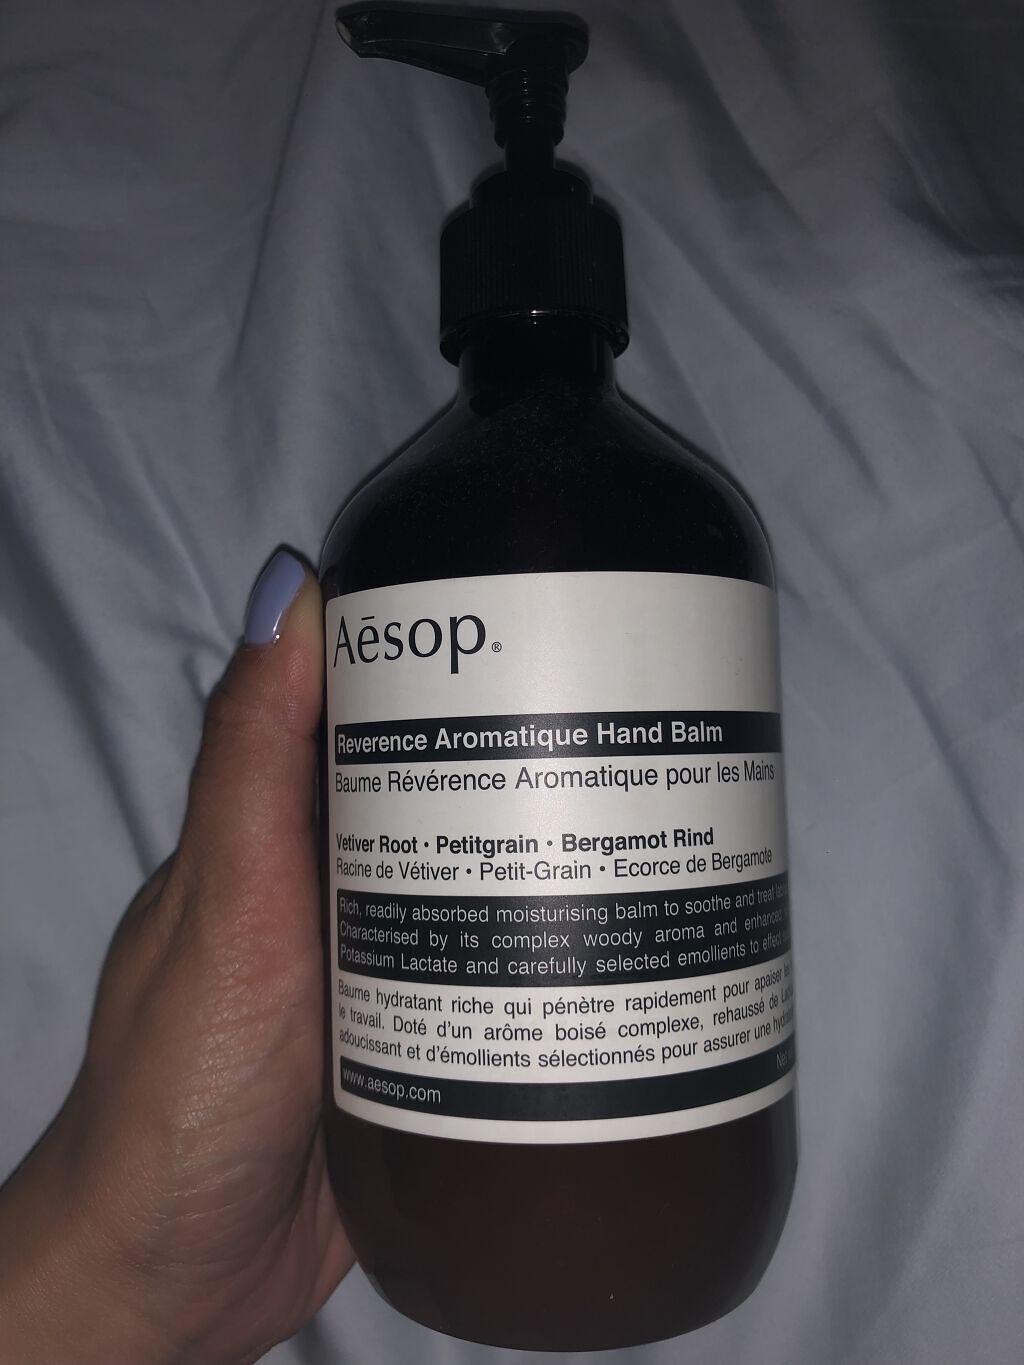 Aēsop®
Reverence Aromatique Hand Balm
Baume Révérence Aromatique pour les Mains
Vetiver Root • Petitgrain • Bergamot Rind
Racine de Vétiver • Petit-Grain • Ecorce de Bergamote
Rich, readily absorbed moisturising balm to soothe and treat
Characterised by its complex woody aroma and enhanced
Potassium Lactate and carefully selected emollients to effect
Baume hydratant riche qui pénètre rapidement pour apaiser
le travail. Doté d'un arôme boisé complexe, rehaussé de
adoucissant et d'émollients sélectionnés pour assurer une
www.aesop.com